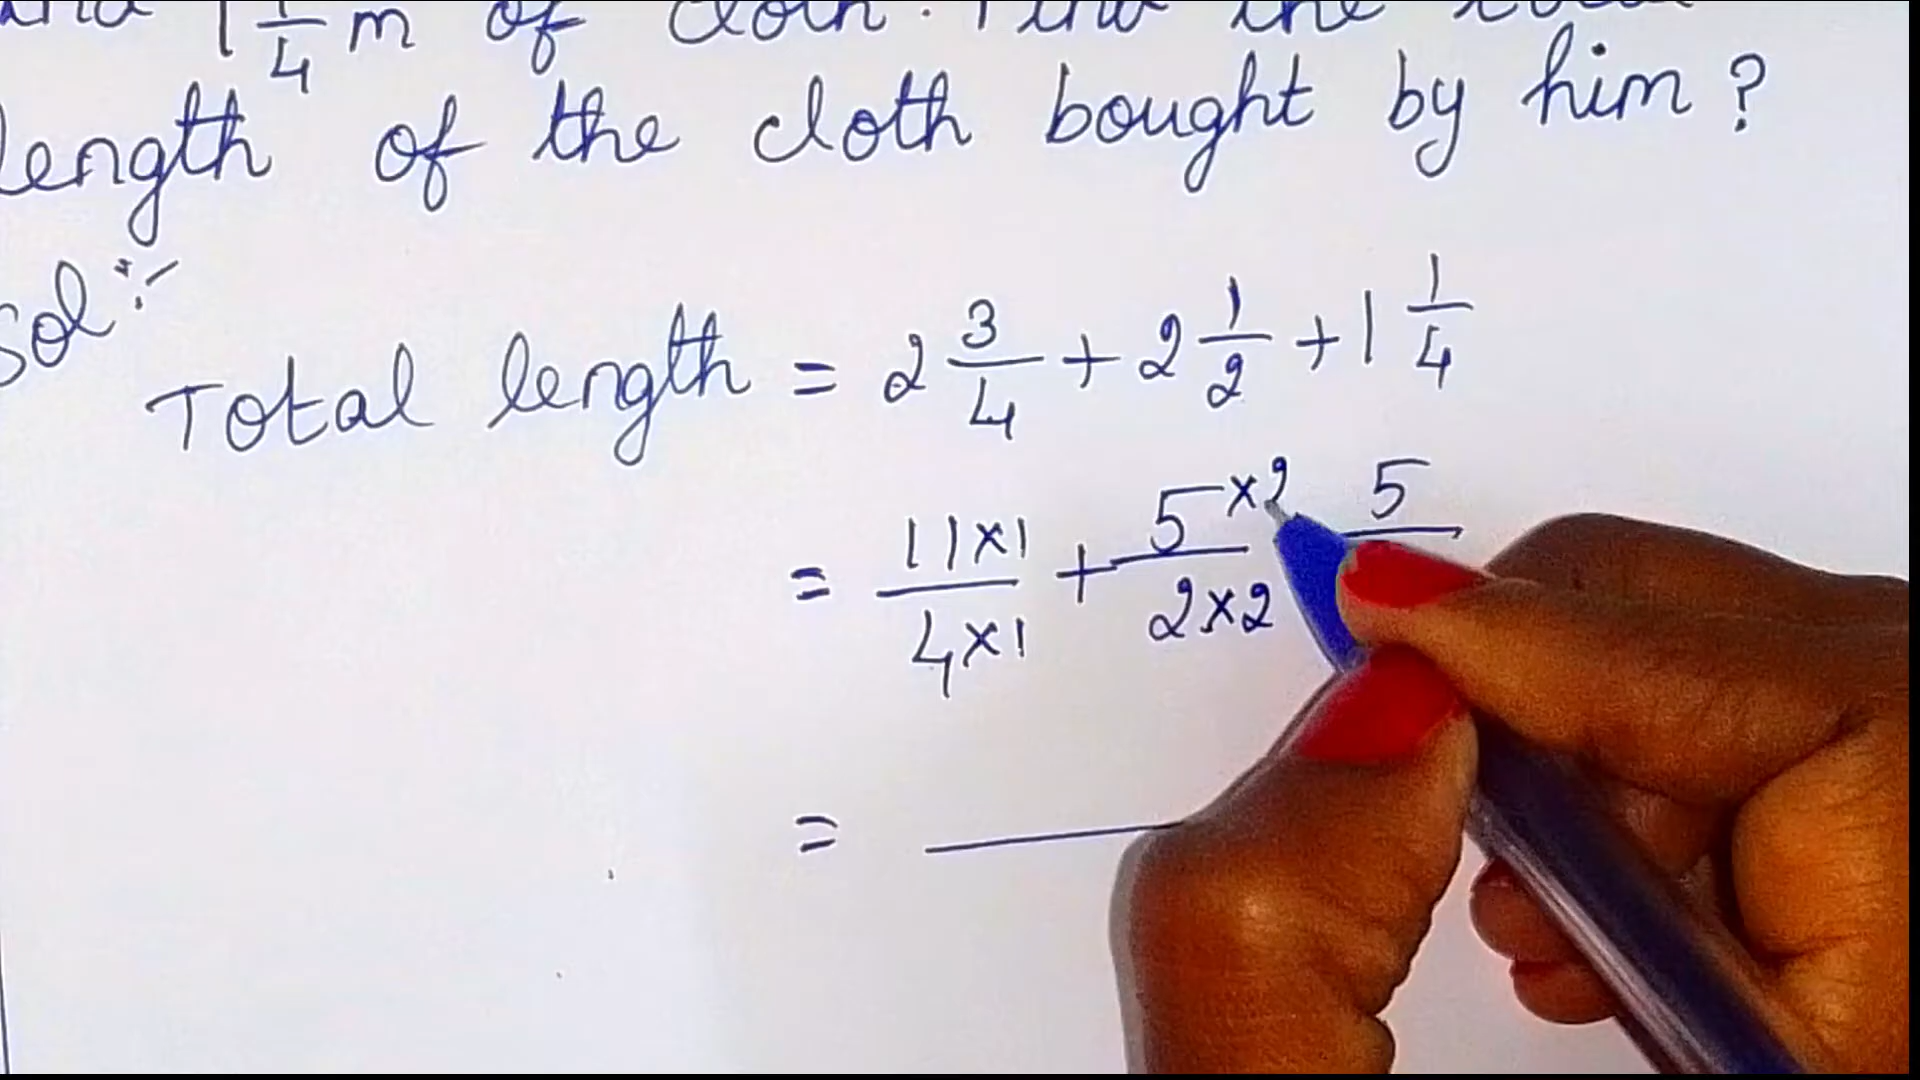 1 1/4 m of cloth. Find the total
length of the cloth bought by him?
Sol:-
Total length = 2 3/4 + 2 1/2 + 1 1/4
= 11×1/4×1 + 5×2/2×2 5
=